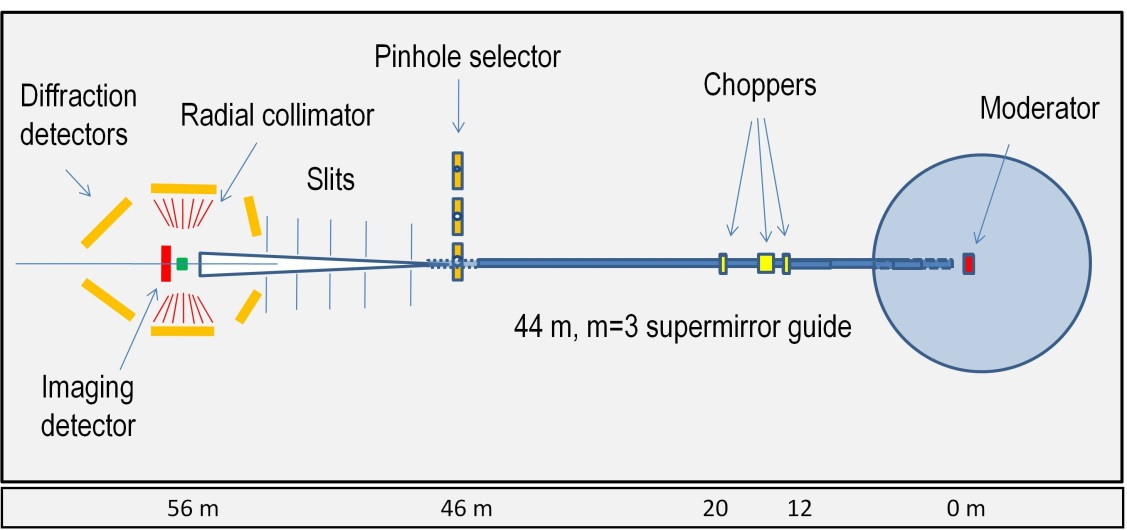 Pinhole selector
Choppers
Diffraction
detectors
Radial collimator
Moderator
Slits
44 m, m=3 supermirror guide
Imaging
detector
56 m 46 m 20 12 0 m